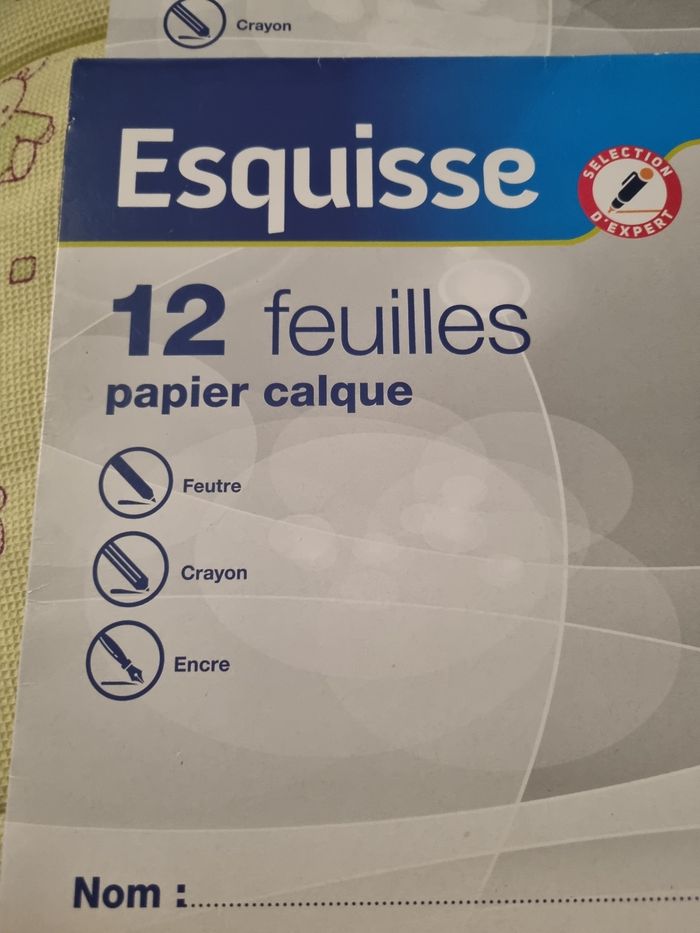 Crayon
Esquisse
SELECTION
D'EXPERT
12 feuilles
papier calque
Feutre
Crayon
Encre
Nom :